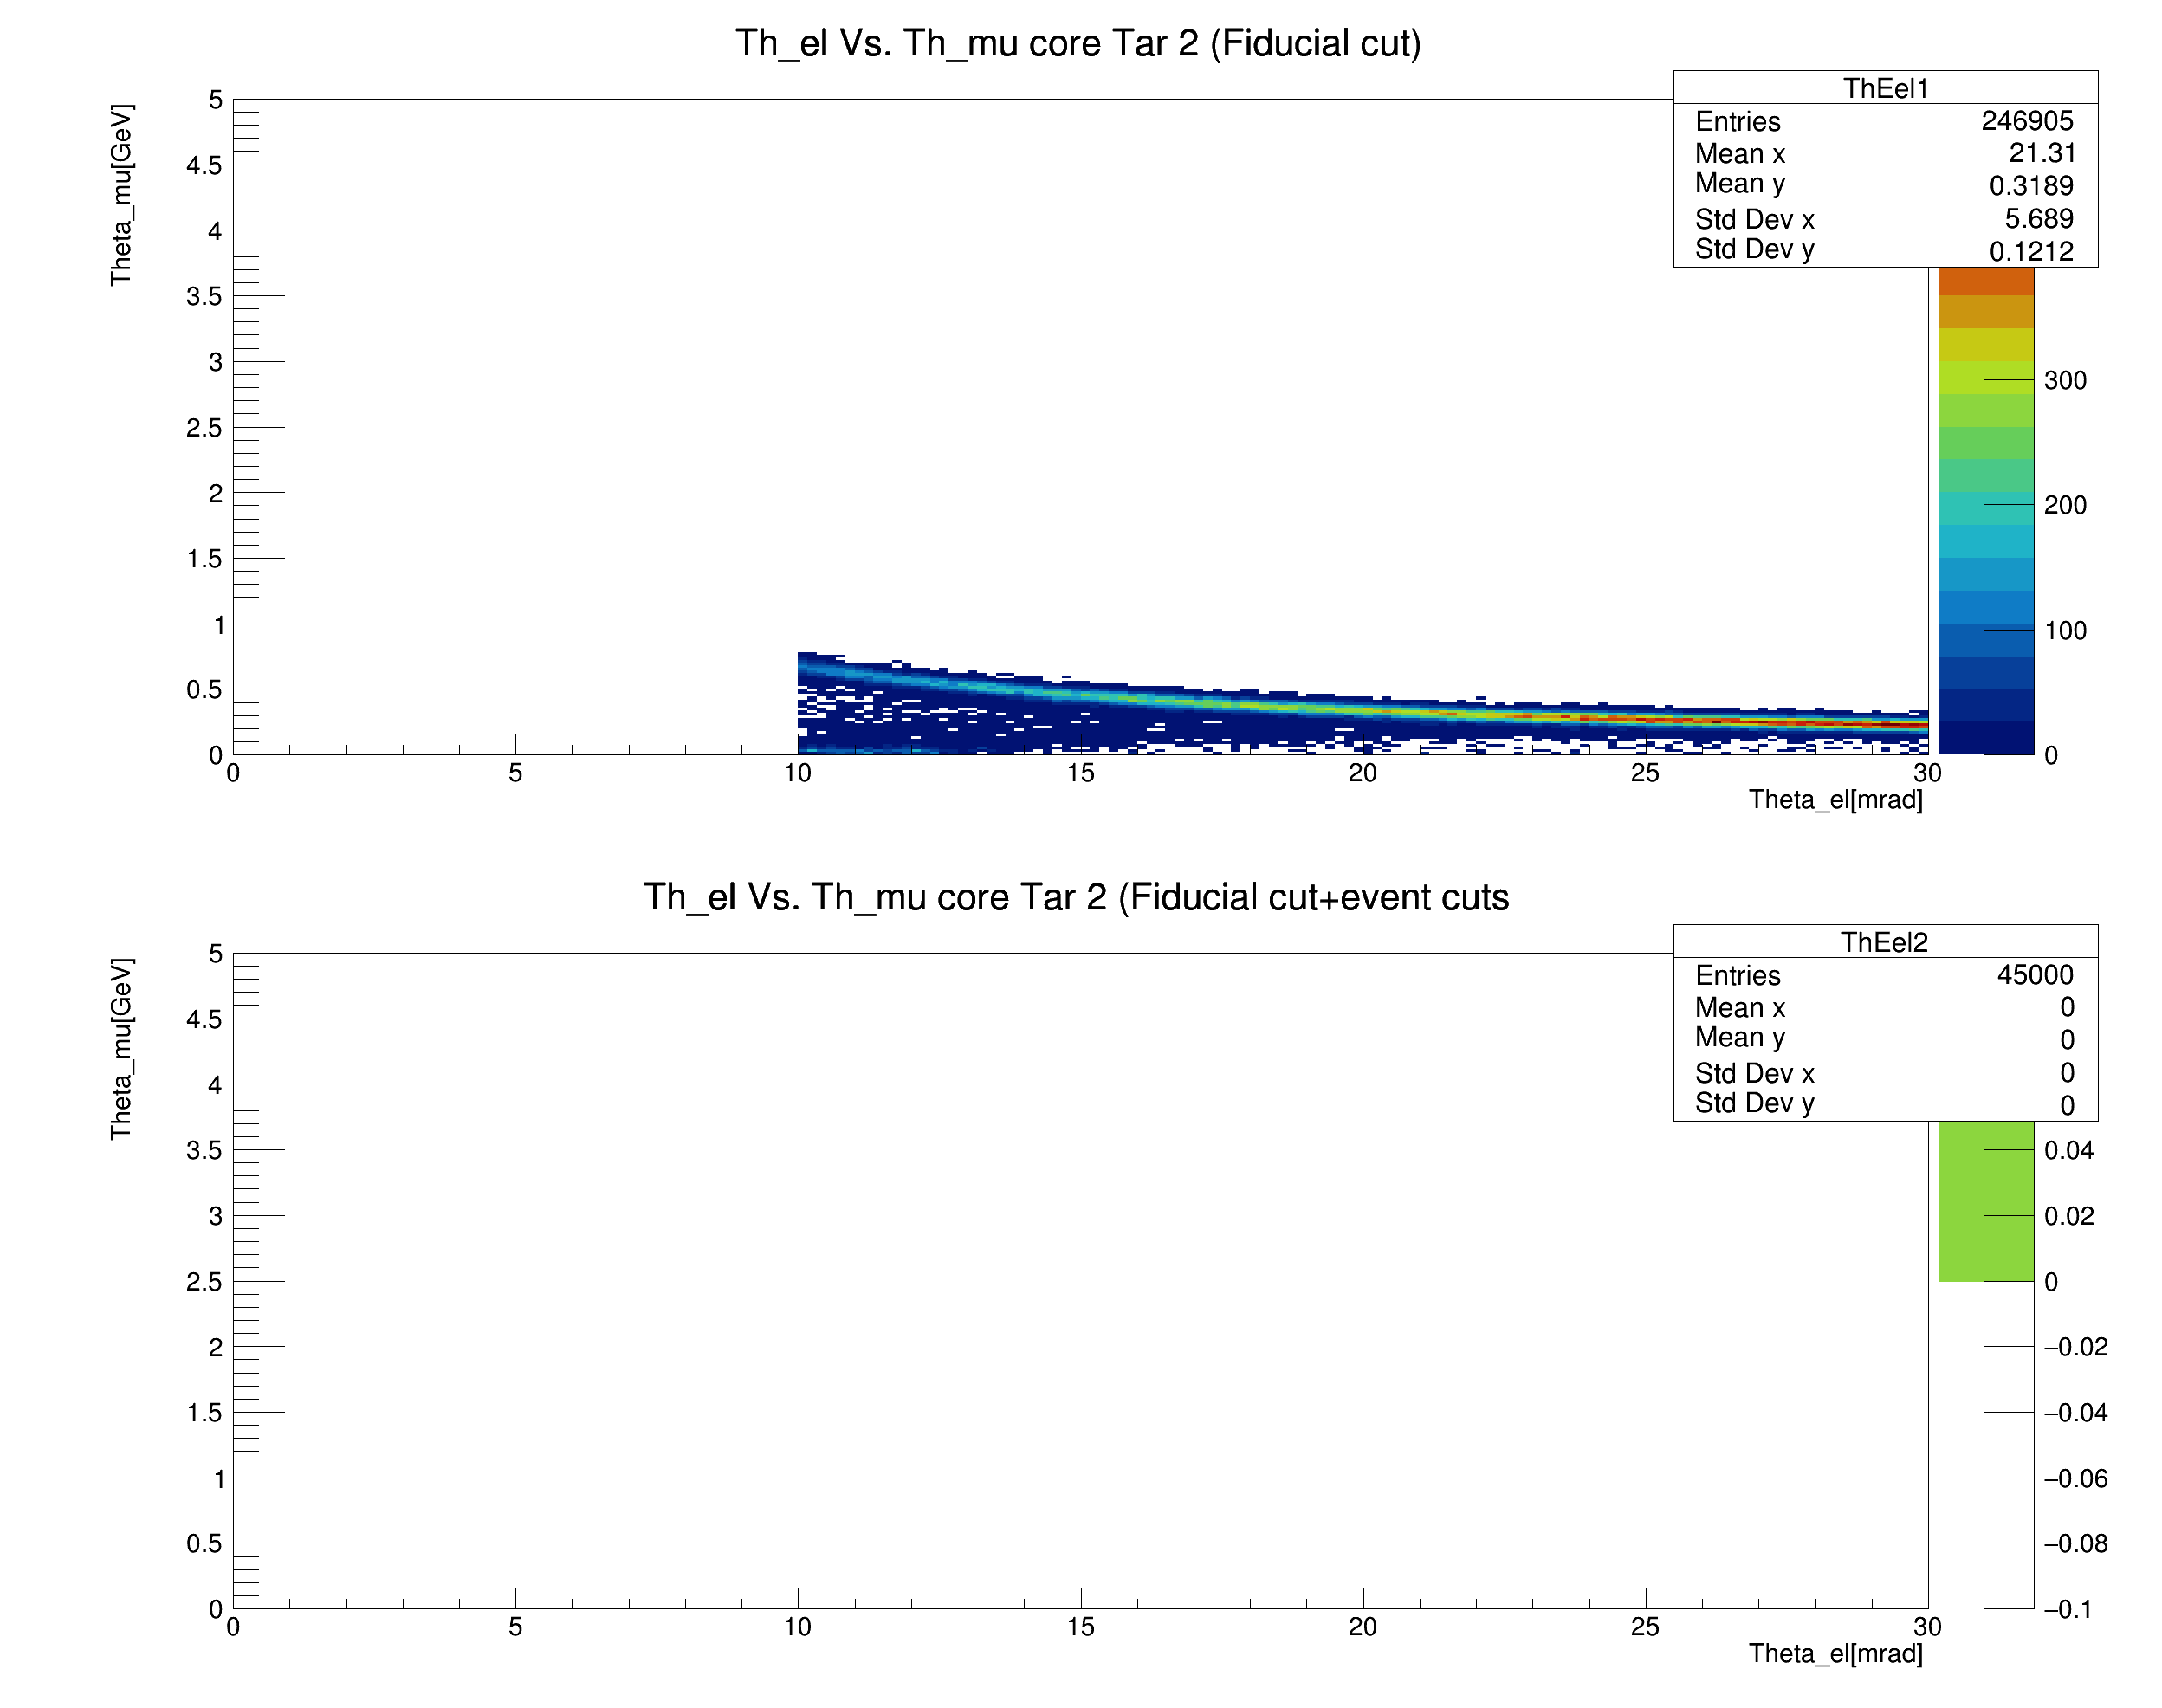 Th_el Vs. Th_mu core Tar 2 (Fiducial cut)
ThEel1
Entries 246905
Mean x 21.31
Mean y 0.3189
Std Dev x 5.689
Std Dev y 0.1212
Theta_mu[GeV]
5
4.5
4
3.5
3
2.5
2
1.5
1
0.5
0
0 5 10 15 20 25 30
Theta_el[mrad]
300
200
100
0
Th_el Vs. Th_mu core Tar 2 (Fiducial cut+event cuts
ThEel2
Entries 45000
Mean x 0
Mean y 0
Std Dev x 0
Std Dev y 0
Theta_mu[GeV]
5
4.5
4
3.5
3
2.5
2
1.5
1
0.5
0
0 5 10 15 20 25 30
Theta_el[mrad]
0.04
0.02
0
−0.02
−0.04
−0.06
−0.08
−0.1